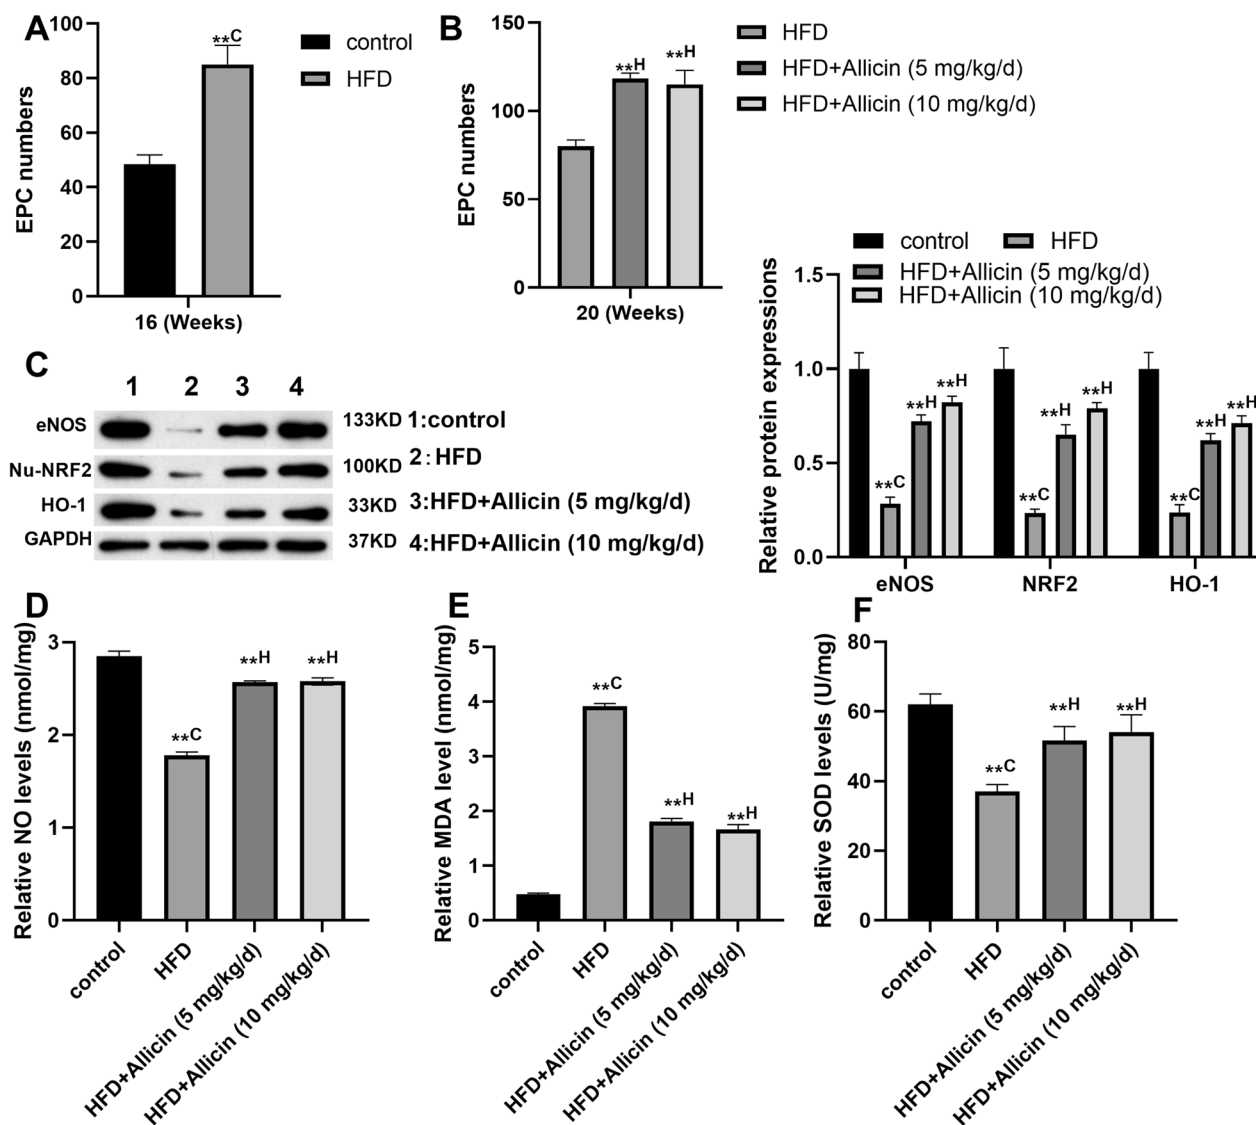 A
100
80
60
40
20
0
EPC numbers
**C
16 (Weeks)
control
HFD
B
150
100
50
0
EPC numbers
**H
**H
20 (Weeks)
HFD
HFD+Allicin (5 mg/kg/d)
HFD+Allicin (10 mg/kg/d)
C
1 2 3 4
eNOS 133KD
Nu-NRF2 100KD
HO-1 33KD
GAPDH 37KD
1:control
2:HFD
3:HFD+Allicin (5 mg/kg/d)
4:HFD+Allicin (10 mg/kg/d)
control HFD
HFD+Allicin (5 mg/kg/d)
HFD+Allicin (10 mg/kg/d)
1.5
1.0
0.5
0.0
Relative protein expressions
**C **H **H
**C **H **H
**C **H **H
eNOS NRF2 HO-1
D
3
2
1
0
Relative NO levels (nmol/mg)
**C **H **H
control
HFD
HFD+Allicin (5 mg/kg/d)
HFD+Allicin (10 mg/kg/d)
E
5
4
3
2
1
0
Relative MDA level (nmol/mg)
**C **H **H
control
HFD
HFD+Allicin (5 mg/kg/d)
HFD+Allicin (10 mg/kg/d)
F
80
60
40
20
0
Relative SOD levels (U/mg)
**C **H **H
control
HFD
HFD+Allicin (5 mg/kg/d)
HFD+Allicin (10 mg/kg/d)